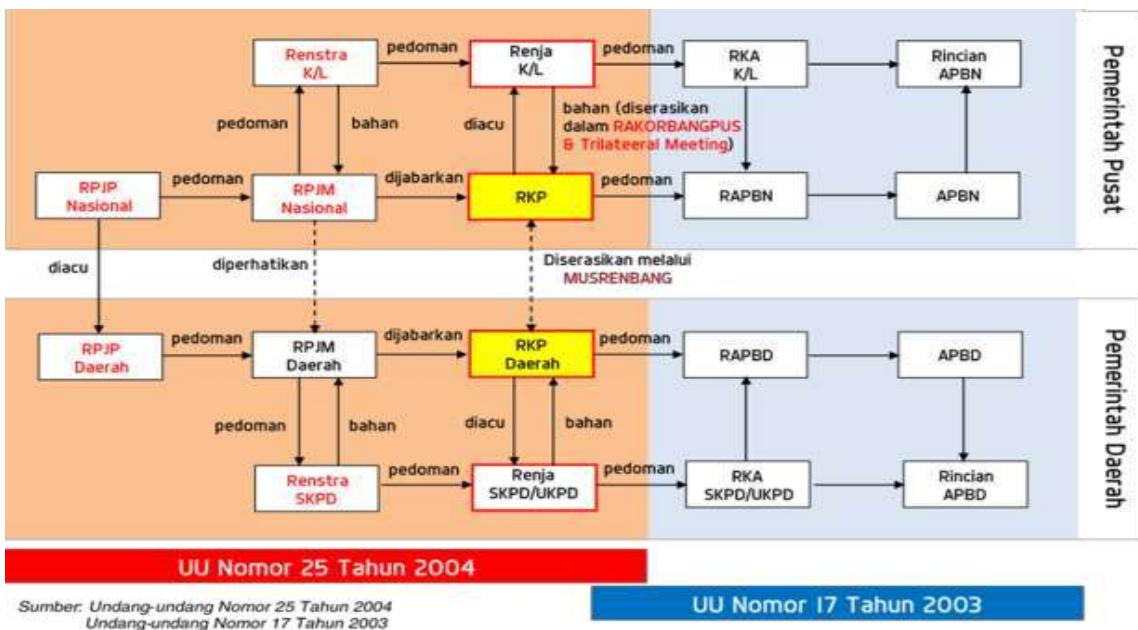 pedoman
pedoman
Renstra
K/L
Renja
K/L
RKA
K/L
Rincian
APBN
pedoman
bahan
diacu
bahan (diserasikan
dalam RAKORBANGPUS
& Trilateeral Meeting)
RPJP
Nasional
pedoman
RPJM
Nasional
dijabarkan
RKP
pedoman
RAPBN
APBN
Pemerintah Pusat
diacu
diperhatikan
Diserasikan melalui
MUSRENBANG
RPJP
Daerah
pedoman
RPJM
Daerah
dijabarkan
RKP
Daerah
pedoman
RAPBD
APBD
pedoman
bahan
diacu
bahan
Renstra
SKPD
pedoman
Renja
SKPD/UKPD
pedoman
RKA
SKPD/UKPD
Rincian
APBD
Pemerintah Daerah
UU Nomor 25 Tahun 2004
UU Nomor 17 Tahun 2003
Sumber: Undang-undang Nomor 25 Tahun 2004
Undang-undang Nomor 17 Tahun 2003